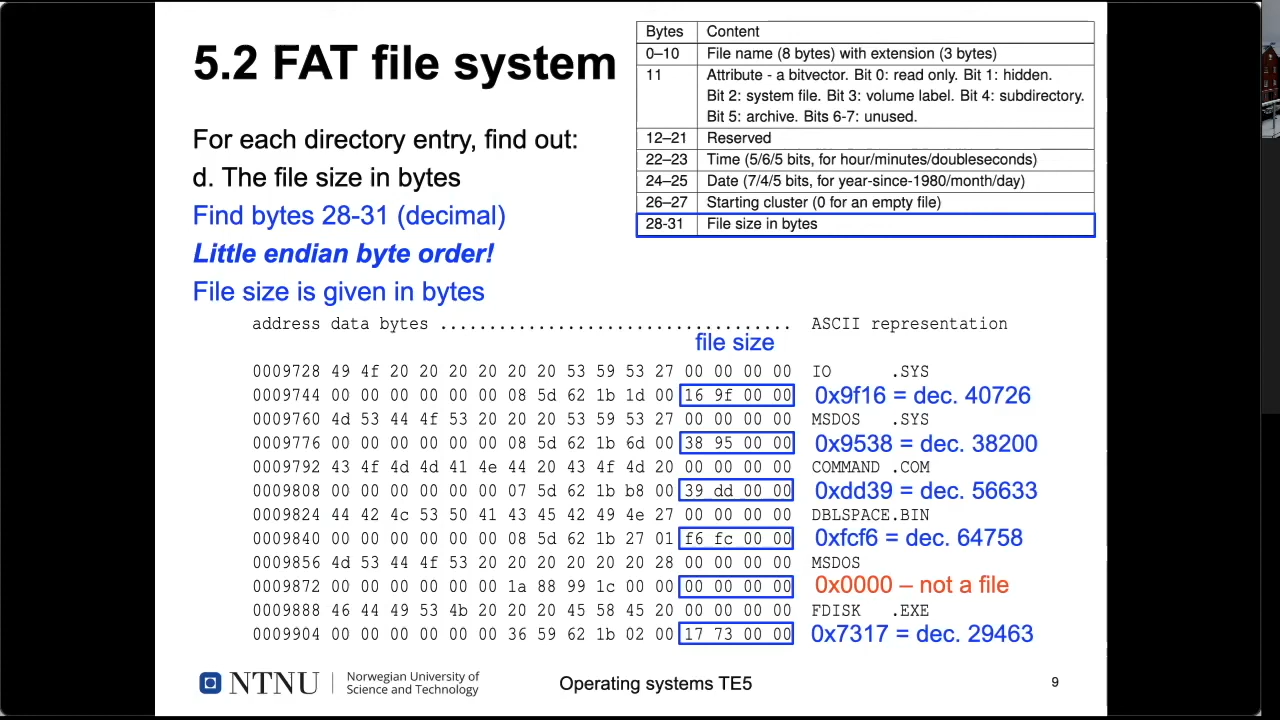 5.2 FAT file system
Bytes Content
0–10 File name (8 bytes) with extension (3 bytes)
11 Attribute - a bitvector. Bit 0: read only. Bit 1: hidden.
Bit 2: system file. Bit 3: volume label. Bit 4: subdirectory.
Bit 5: archive. Bits 6-7: unused.
12–21 Reserved
22–23 Time (5/6/5 bits, for hour/minutes/doubleseconds)
24–25 Date (7/4/5 bits, for year-since-1980/month/day)
26–27 Starting cluster (0 for an empty file)
28-31 File size in bytes
For each directory entry, find out:
d. The file size in bytes
Find bytes 28-31 (decimal)
Little endian byte order!
File size is given in bytes
address data bytes .................................... ASCII representation
file size
0009728 49 4f 20 20 20 20 20 20 53 59 53 27 00 00 00 00 IO .SYS
0009744 00 00 00 00 00 00 08 5d 62 1b 1d 00 16 9f 00 00 0x9f16 = dec. 40726
0009760 4d 53 44 4f 53 20 20 20 53 59 53 27 00 00 00 00 MSDOS .SYS
0009776 00 00 00 00 00 00 08 5d 62 1b 6d 00 38 95 00 00 0x9538 = dec. 38200
0009792 43 4f 4d 4d 41 4e 44 20 43 4f 4d 20 00 00 00 00 COMMAND .COM
0009808 00 00 00 00 00 00 07 5d 62 1b b8 00 39 dd 00 00 0xdd39 = dec. 56633
0009824 44 42 4c 53 50 41 43 45 42 49 4e 27 00 00 00 00 DBLSPACE.BIN
0009840 00 00 00 00 00 00 08 5d 62 1b 27 01 f6 fc 00 00 0xfcf6 = dec. 64758
0009856 4d 53 44 4f 53 20 20 20 20 20 20 28 00 00 00 00 MSDOS
0009872 00 00 00 00 00 00 1a 88 99 1c 00 00 00 00 00 00 0x0000 – not a file
0009888 46 44 49 53 4b 20 20 20 45 58 45 20 00 00 00 00 FDISK .EXE
0009904 00 00 00 00 00 00 36 59 62 1b 02 00 17 73 00 00 0x7317 = dec. 29463
NTNU
Norwegian University of
Science and Technology
Operating systems TE5
9